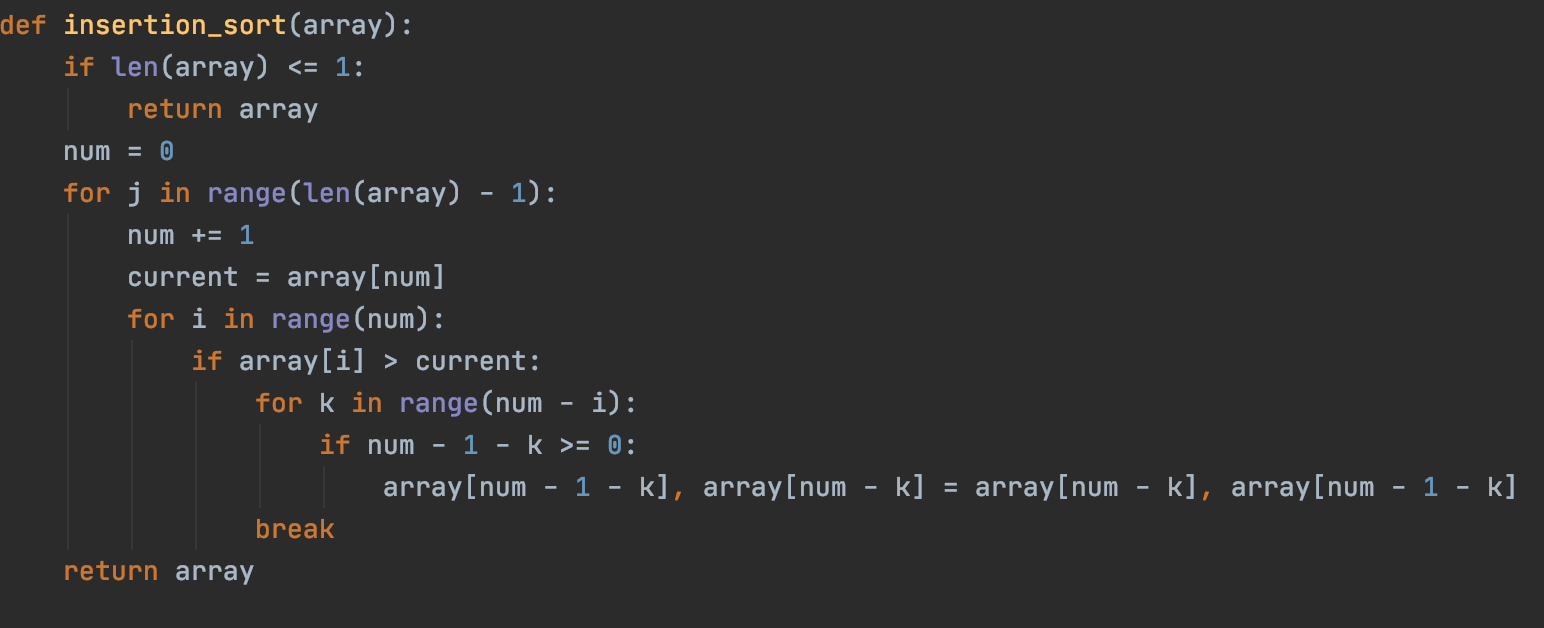 def insertion_sort(array):
    if len(array) <= 1:
        return array
    num = 0
    for j in range(len(array) - 1):
        num += 1
        current = array[num]
        for i in range(num):
            if array[i] > current:
                for k in range(num - i):
                    if num - 1 - k >= 0:
                        array[num - 1 - k], array[num - k] = array[num - k], array[num - 1 - k]
                break
    return array